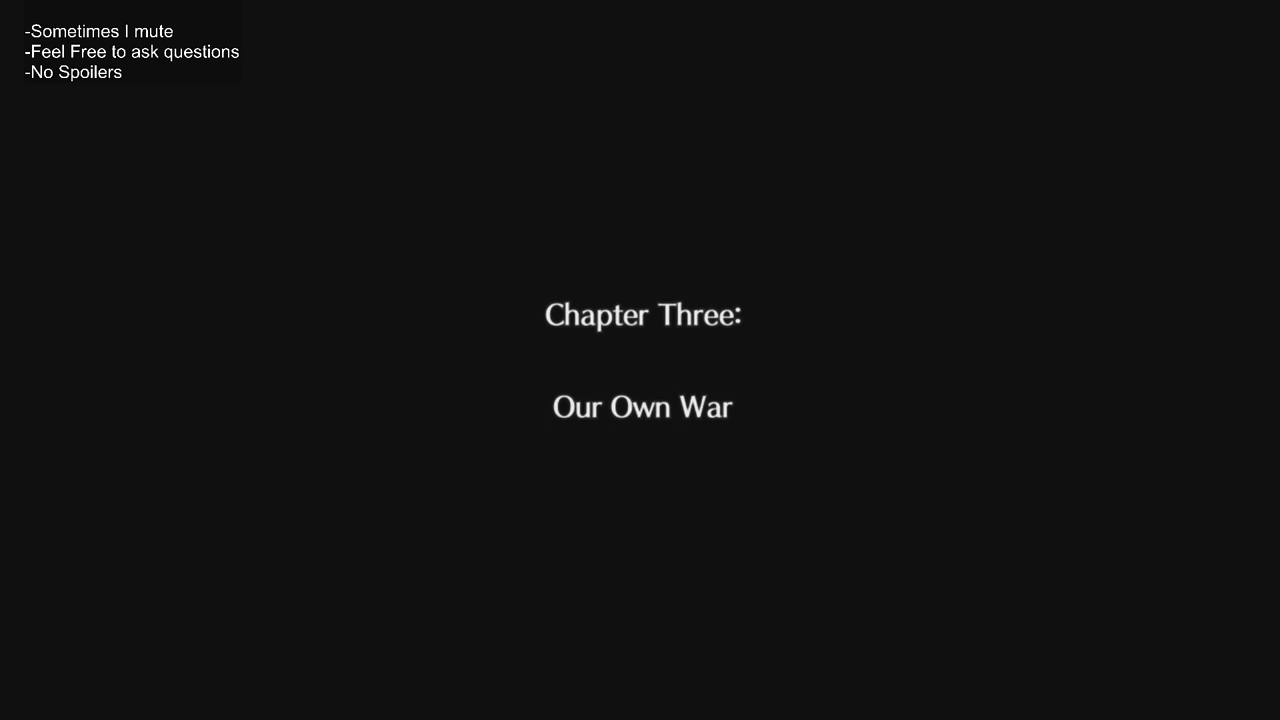 -Sometimes I mute
-Feel Free to ask questions
-No Spoilers
Chapter Three:
Our Own War